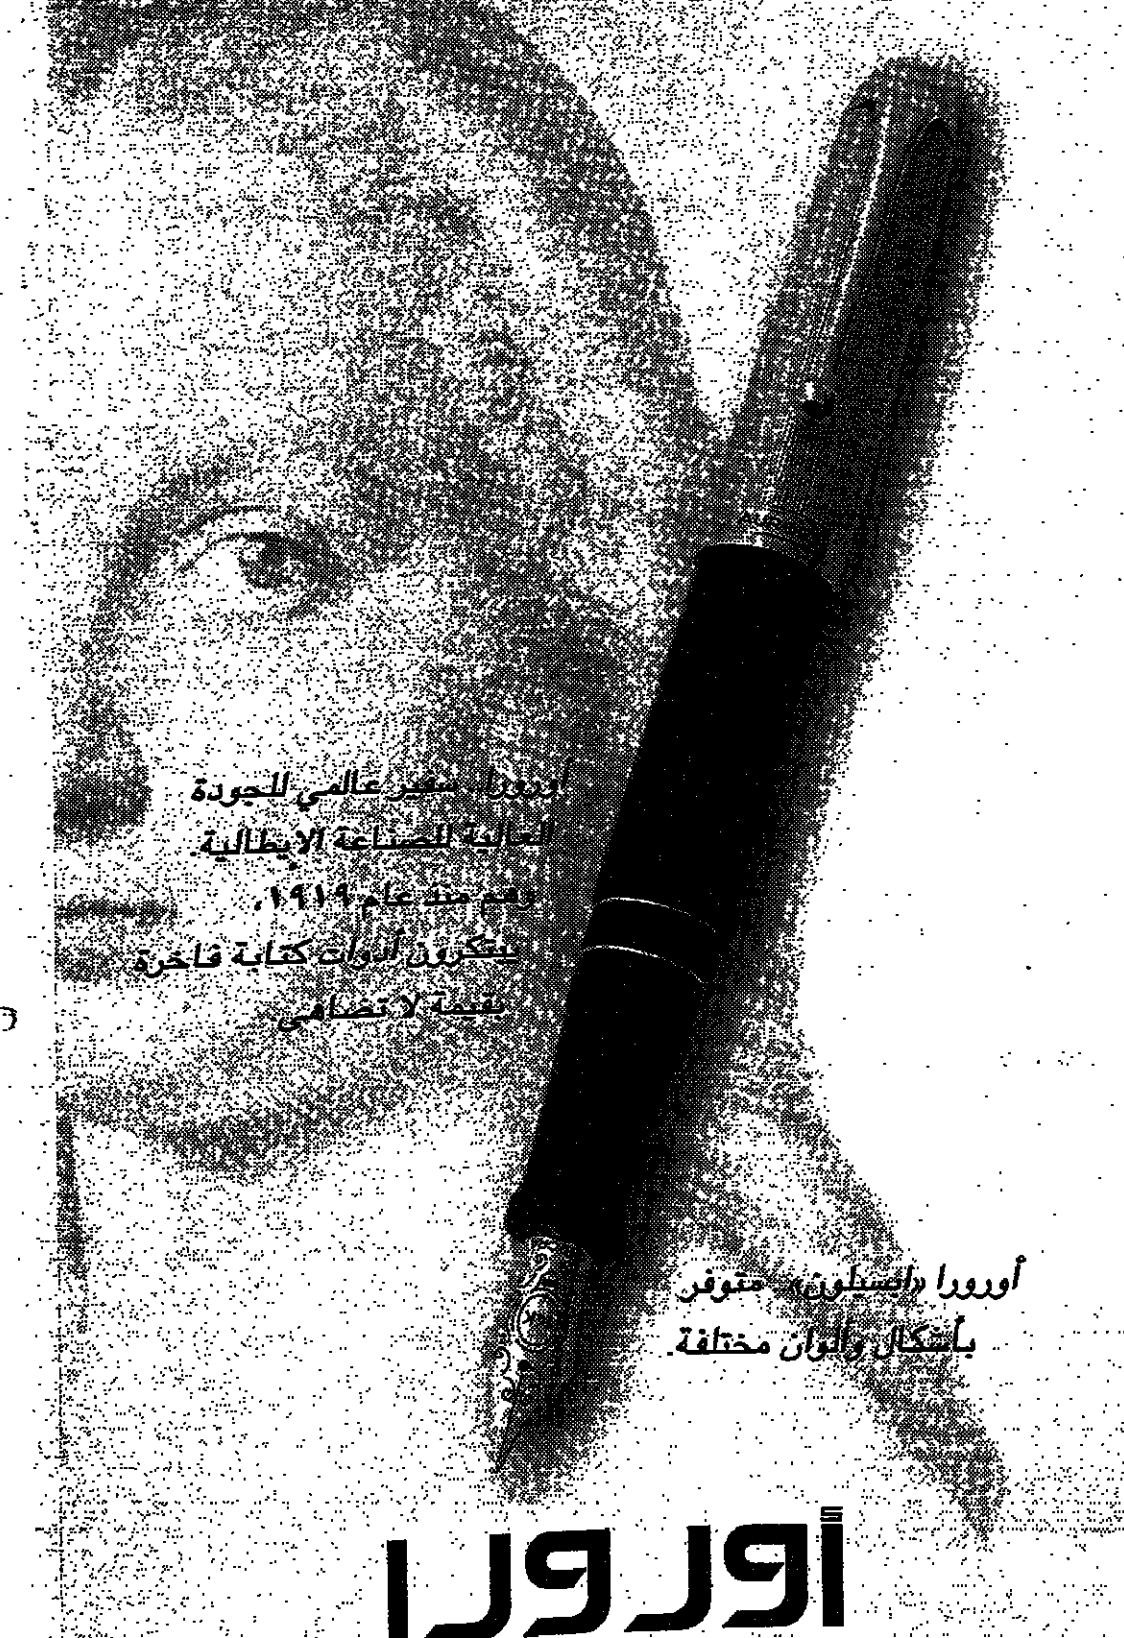 أورورا.. سفير عالمي للجودة
العالية للصناعة الايطالية.
وهم منذ عام ١٩١٩،
يبتكرون أدوات كتابة فاخرة
بقيمة لا تضاهى.
أورورا «ابسيلون» متوفر
بأشكال وألوان مختلفة.
أورورا